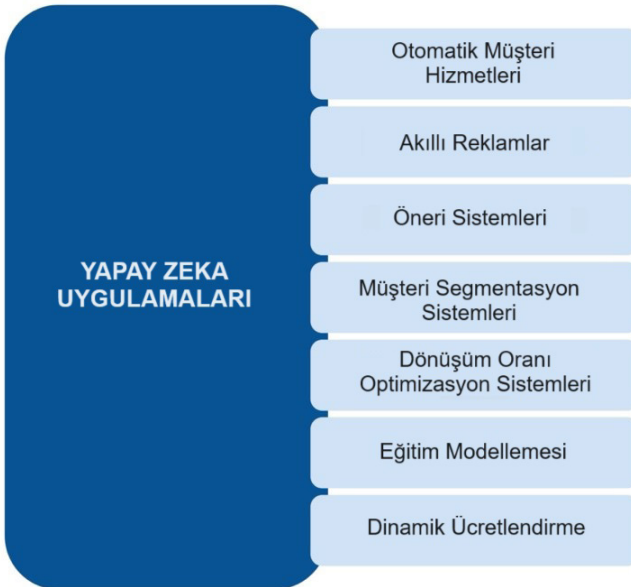 YAPAY ZEKA
UYGULAMALARI
Otomatik Müşteri
Hizmetleri
Akıllı Reklamlar
Öneri Sistemleri
Müşteri Segmentasyon
Sistemleri
Dönüşüm Oranı
Optimizasyon Sistemleri
Eğitim Modellemesi
Dinamik Ücretlendirme